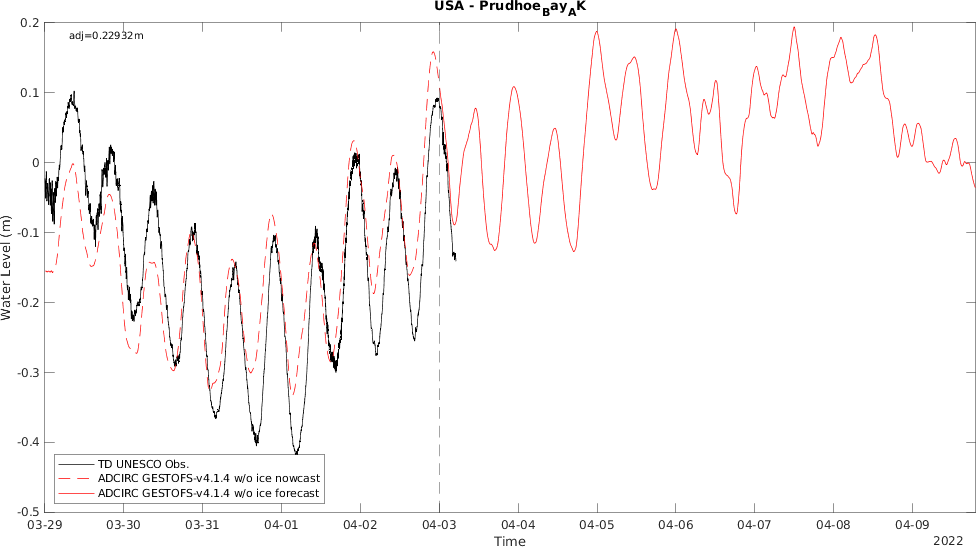 USA - PrudhoeBayAK
adj=0.22932m
0.2
0.1
0
-0.1
-0.2
-0.3
-0.4
-0.5
Water Level (m)
TD UNESCO Obs.
ADCIRC GESTOFS-v4.1.4 w/o ice nowcast
ADCIRC GESTOFS-v4.1.4 w/o ice forecast
03-29 03-30 03-31 04-01 04-02 04-03 04-04 04-05 04-06 04-07 04-08 04-09
Time
2022